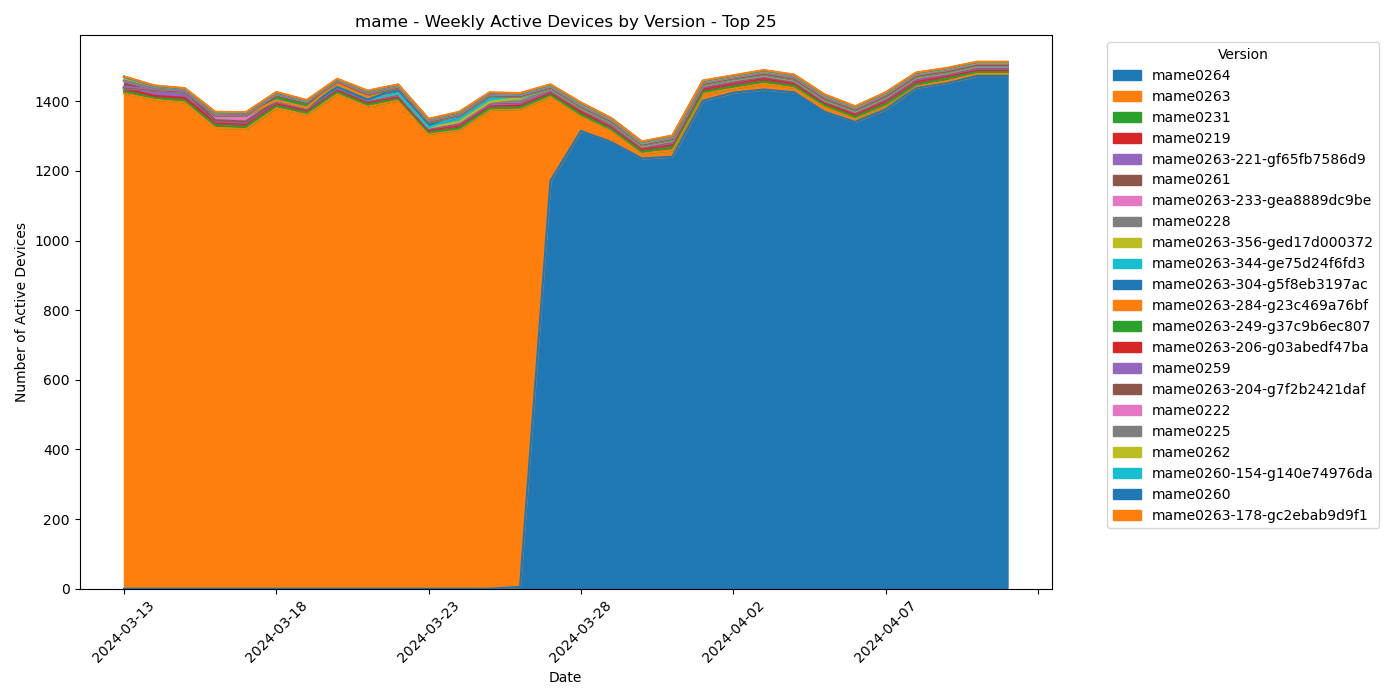 mame - Weekly Active Devices by Version - Top 25
Number of Active Devices
1400
1200
1000
800
600
400
200
0
2024-03-13
2024-03-18
2024-03-23
2024-03-28
2024-04-02
2024-04-07
Date
Version
mame0264
mame0263
mame0231
mame0219
mame0263-221-gf65fb7586d9
mame0261
mame0263-233-gea8889dc9be
mame0228
mame0263-356-ged17d000372
mame0263-344-ge75d24f6fd3
mame0263-304-g5f8eb3197ac
mame0263-284-g23c469a76bf
mame0263-249-g37c9b6ec807
mame0263-206-g03abedf47ba
mame0259
mame0263-204-g7f2b2421daf
mame0222
mame0225
mame0262
mame0260-154-g140e74976da
mame0260
mame0263-178-gc2ebab9d9f1